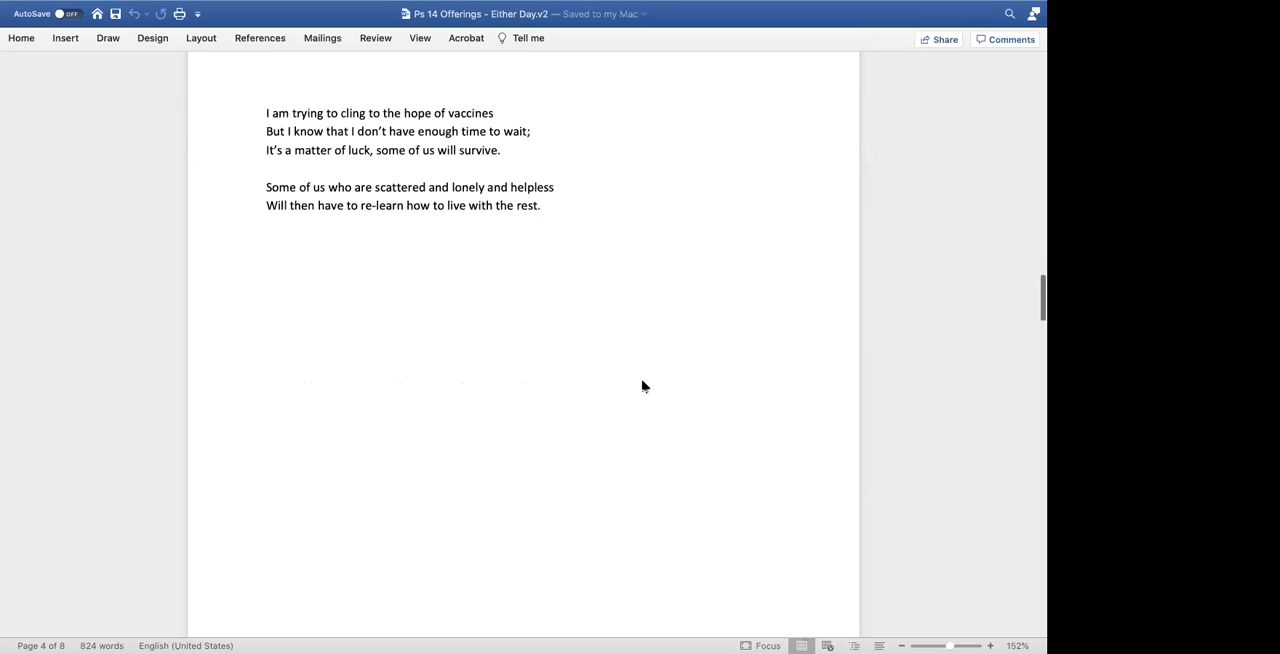 AutoSave OFF Ps 14 Offerings - Either Day.v2 — Saved to my Mac
Home Insert Draw Design Layout References Mailings Review View Acrobat Tell me Share Comments
I am trying to cling to the hope of vaccines
But I know that I don't have enough time to wait;
It's a matter of luck, some of us will survive.
Some of us who are scattered and lonely and helpless
Will then have to re-learn how to live with the rest.
Page 4 of 8 824 words English (United States) Focus 152%